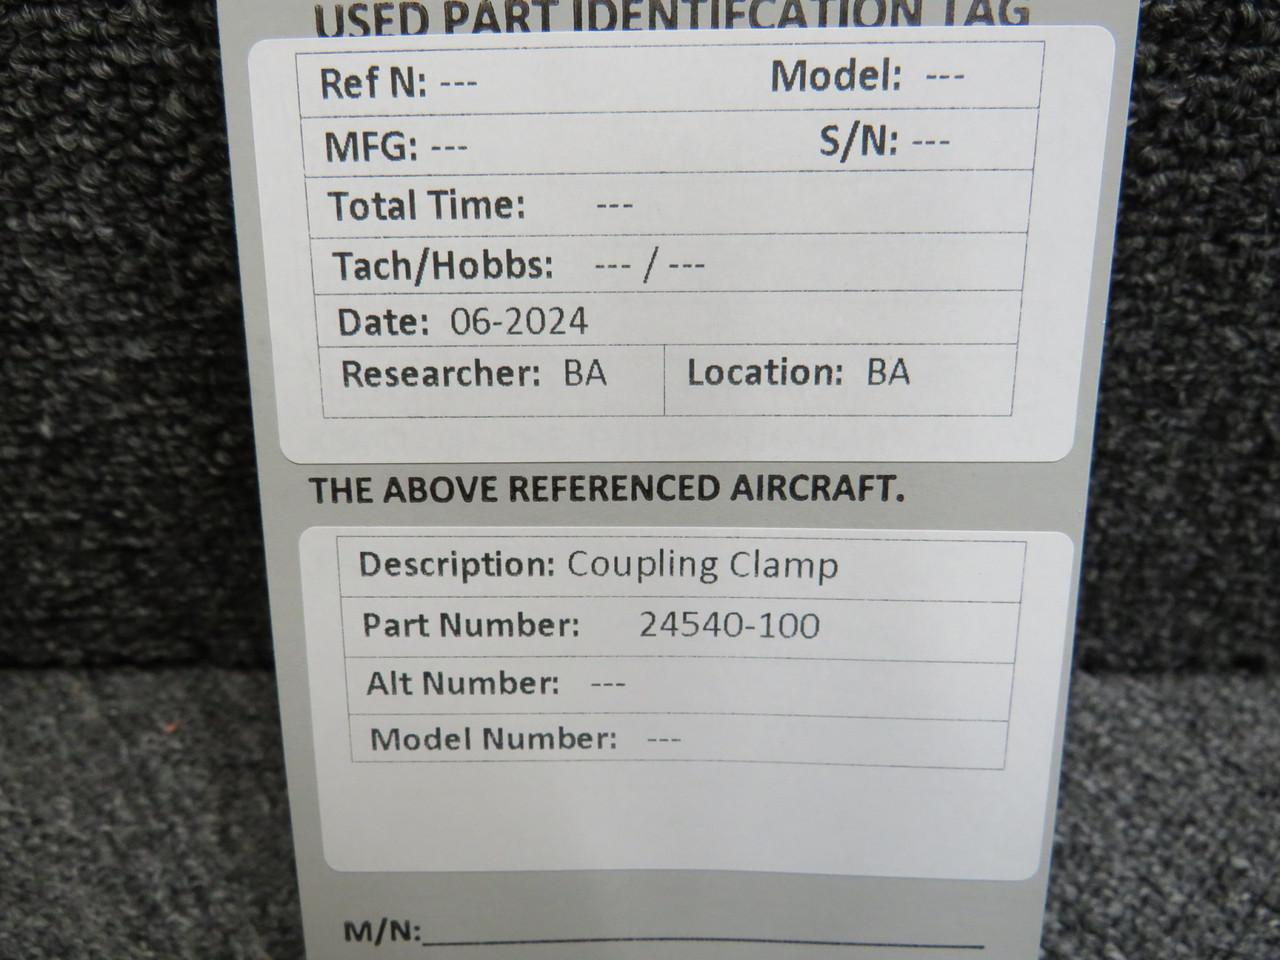 USED PART IDENTIFCATION TAG
Ref N: --- Model: ---
MFG: --- S/N: ---
Total Time: ---
Tach/Hobbs: --- / ---
Date: 06-2024
Researcher: BA Location: BA
THE ABOVE REFERENCED AIRCRAFT.
Description: Coupling Clamp
Part Number: 24540-100
Alt Number: ---
Model Number: ---
M/N: